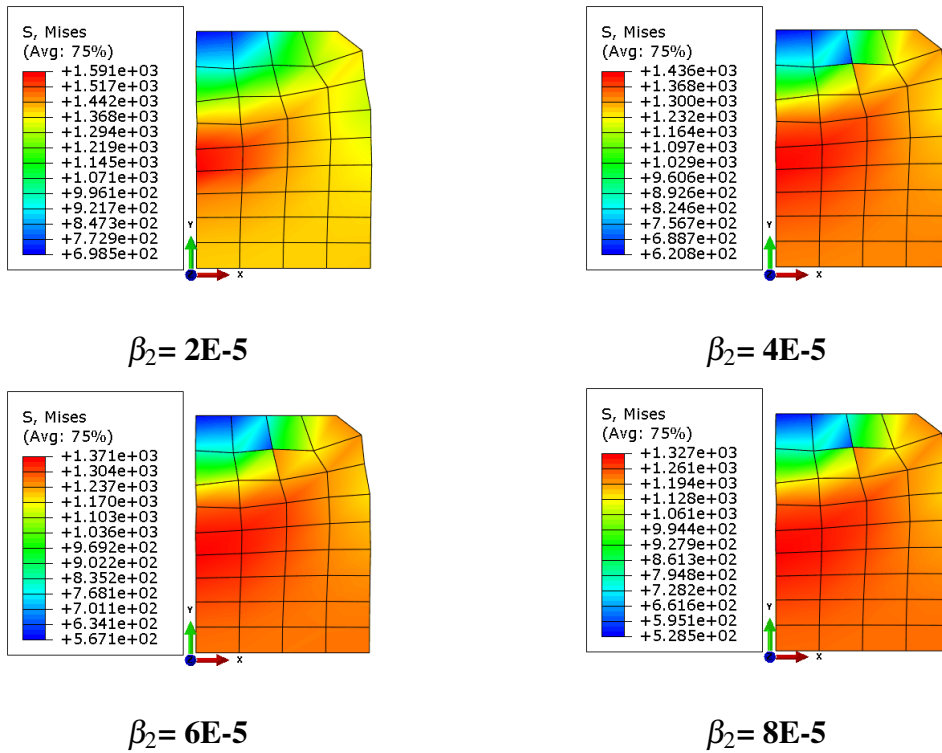 S, Mises
(Avg: 75%)
+1.591e+03
+1.517e+03
+1.442e+03
+1.368e+03
+1.294e+03
+1.219e+03
+1.145e+03
+1.071e+03
+9.961e+02
+9.217e+02
+8.473e+02
+7.729e+02
+6.985e+02
Y
X
β₂= 2E-5
S, Mises
(Avg: 75%)
+1.436e+03
+1.368e+03
+1.300e+03
+1.232e+03
+1.164e+03
+1.097e+03
+1.029e+03
+9.606e+02
+8.926e+02
+8.246e+02
+7.567e+02
+6.887e+02
+6.208e+02
Y
X
β₂= 4E-5
S, Mises
(Avg: 75%)
+1.371e+03
+1.304e+03
+1.237e+03
+1.170e+03
+1.103e+03
+1.036e+03
+9.692e+02
+9.022e+02
+8.352e+02
+7.681e+02
+7.011e+02
+6.341e+02
+5.671e+02
Y
X
β₂= 6E-5
S, Mises
(Avg: 75%)
+1.327e+03
+1.261e+03
+1.194e+03
+1.128e+03
+1.061e+03
+9.944e+02
+9.279e+02
+8.613e+02
+7.948e+02
+7.282e+02
+6.616e+02
+5.951e+02
+5.285e+02
Y
X
β₂= 8E-5